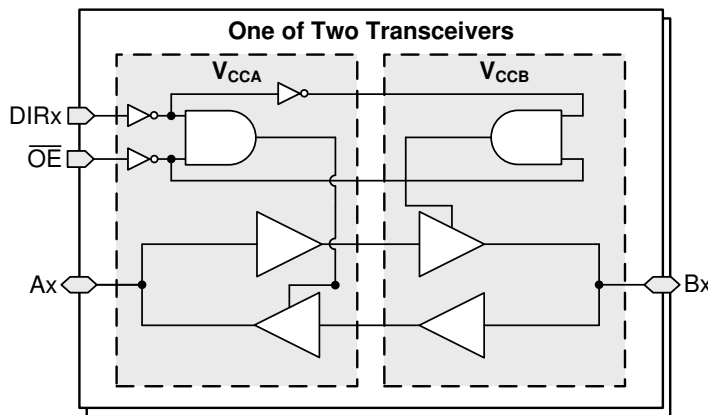 One of Two Transceivers
VCCA
VCCB
DIRx
OE
Ax
Bx